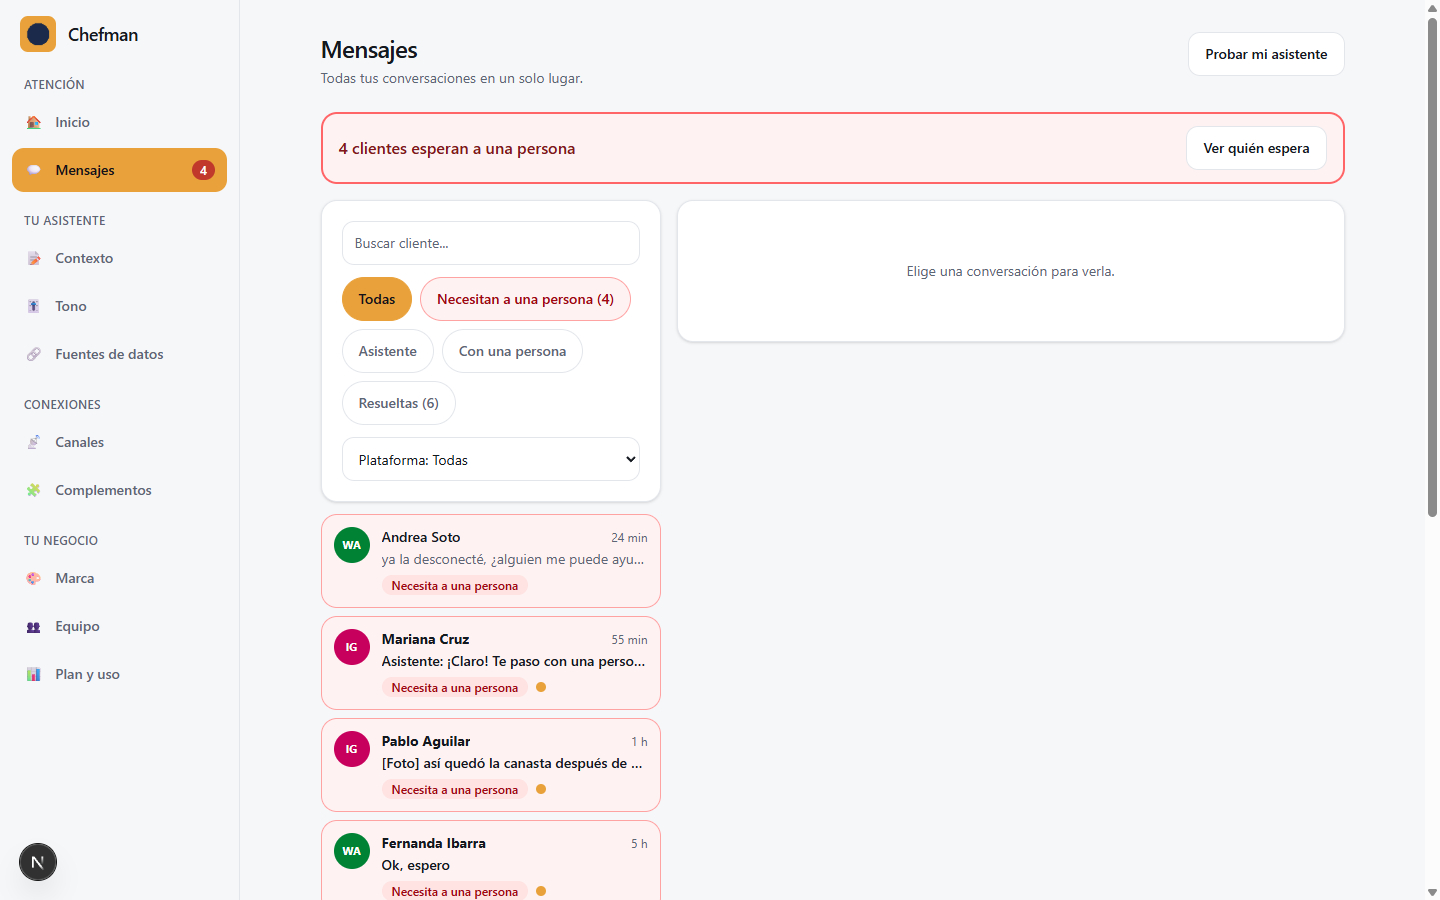 Chefman
ATENCIÓN
Inicio
Mensajes 4
TU ASISTENTE
Contexto
Tono
Fuentes de datos
CONEXIONES
Canales
Complementos
TU NEGOCIO
Marca
Equipo
Plan y uso
N
Mensajes
Todas tus conversaciones en un solo lugar.
Probar mi asistente
4 clientes esperan a una persona
Ver quién espera
Buscar cliente...
Todas
Necesitan a una persona (4)
Asistente
Con una persona
Resueltas (6)
Plataforma: Todas
WA
Andrea Soto
24 min
ya la desconecté, ¿alguien me puede ayu...
Necesita a una persona
IG
Mariana Cruz
55 min
Asistente: ¡Claro! Te paso con una perso...
Necesita a una persona
IG
Pablo Aguilar
1 h
[Foto] así quedó la canasta después de ...
Necesita a una persona
WA
Fernanda Ibarra
5 h
Ok, espero
Necesita a una persona
Elige una conversación para verla.